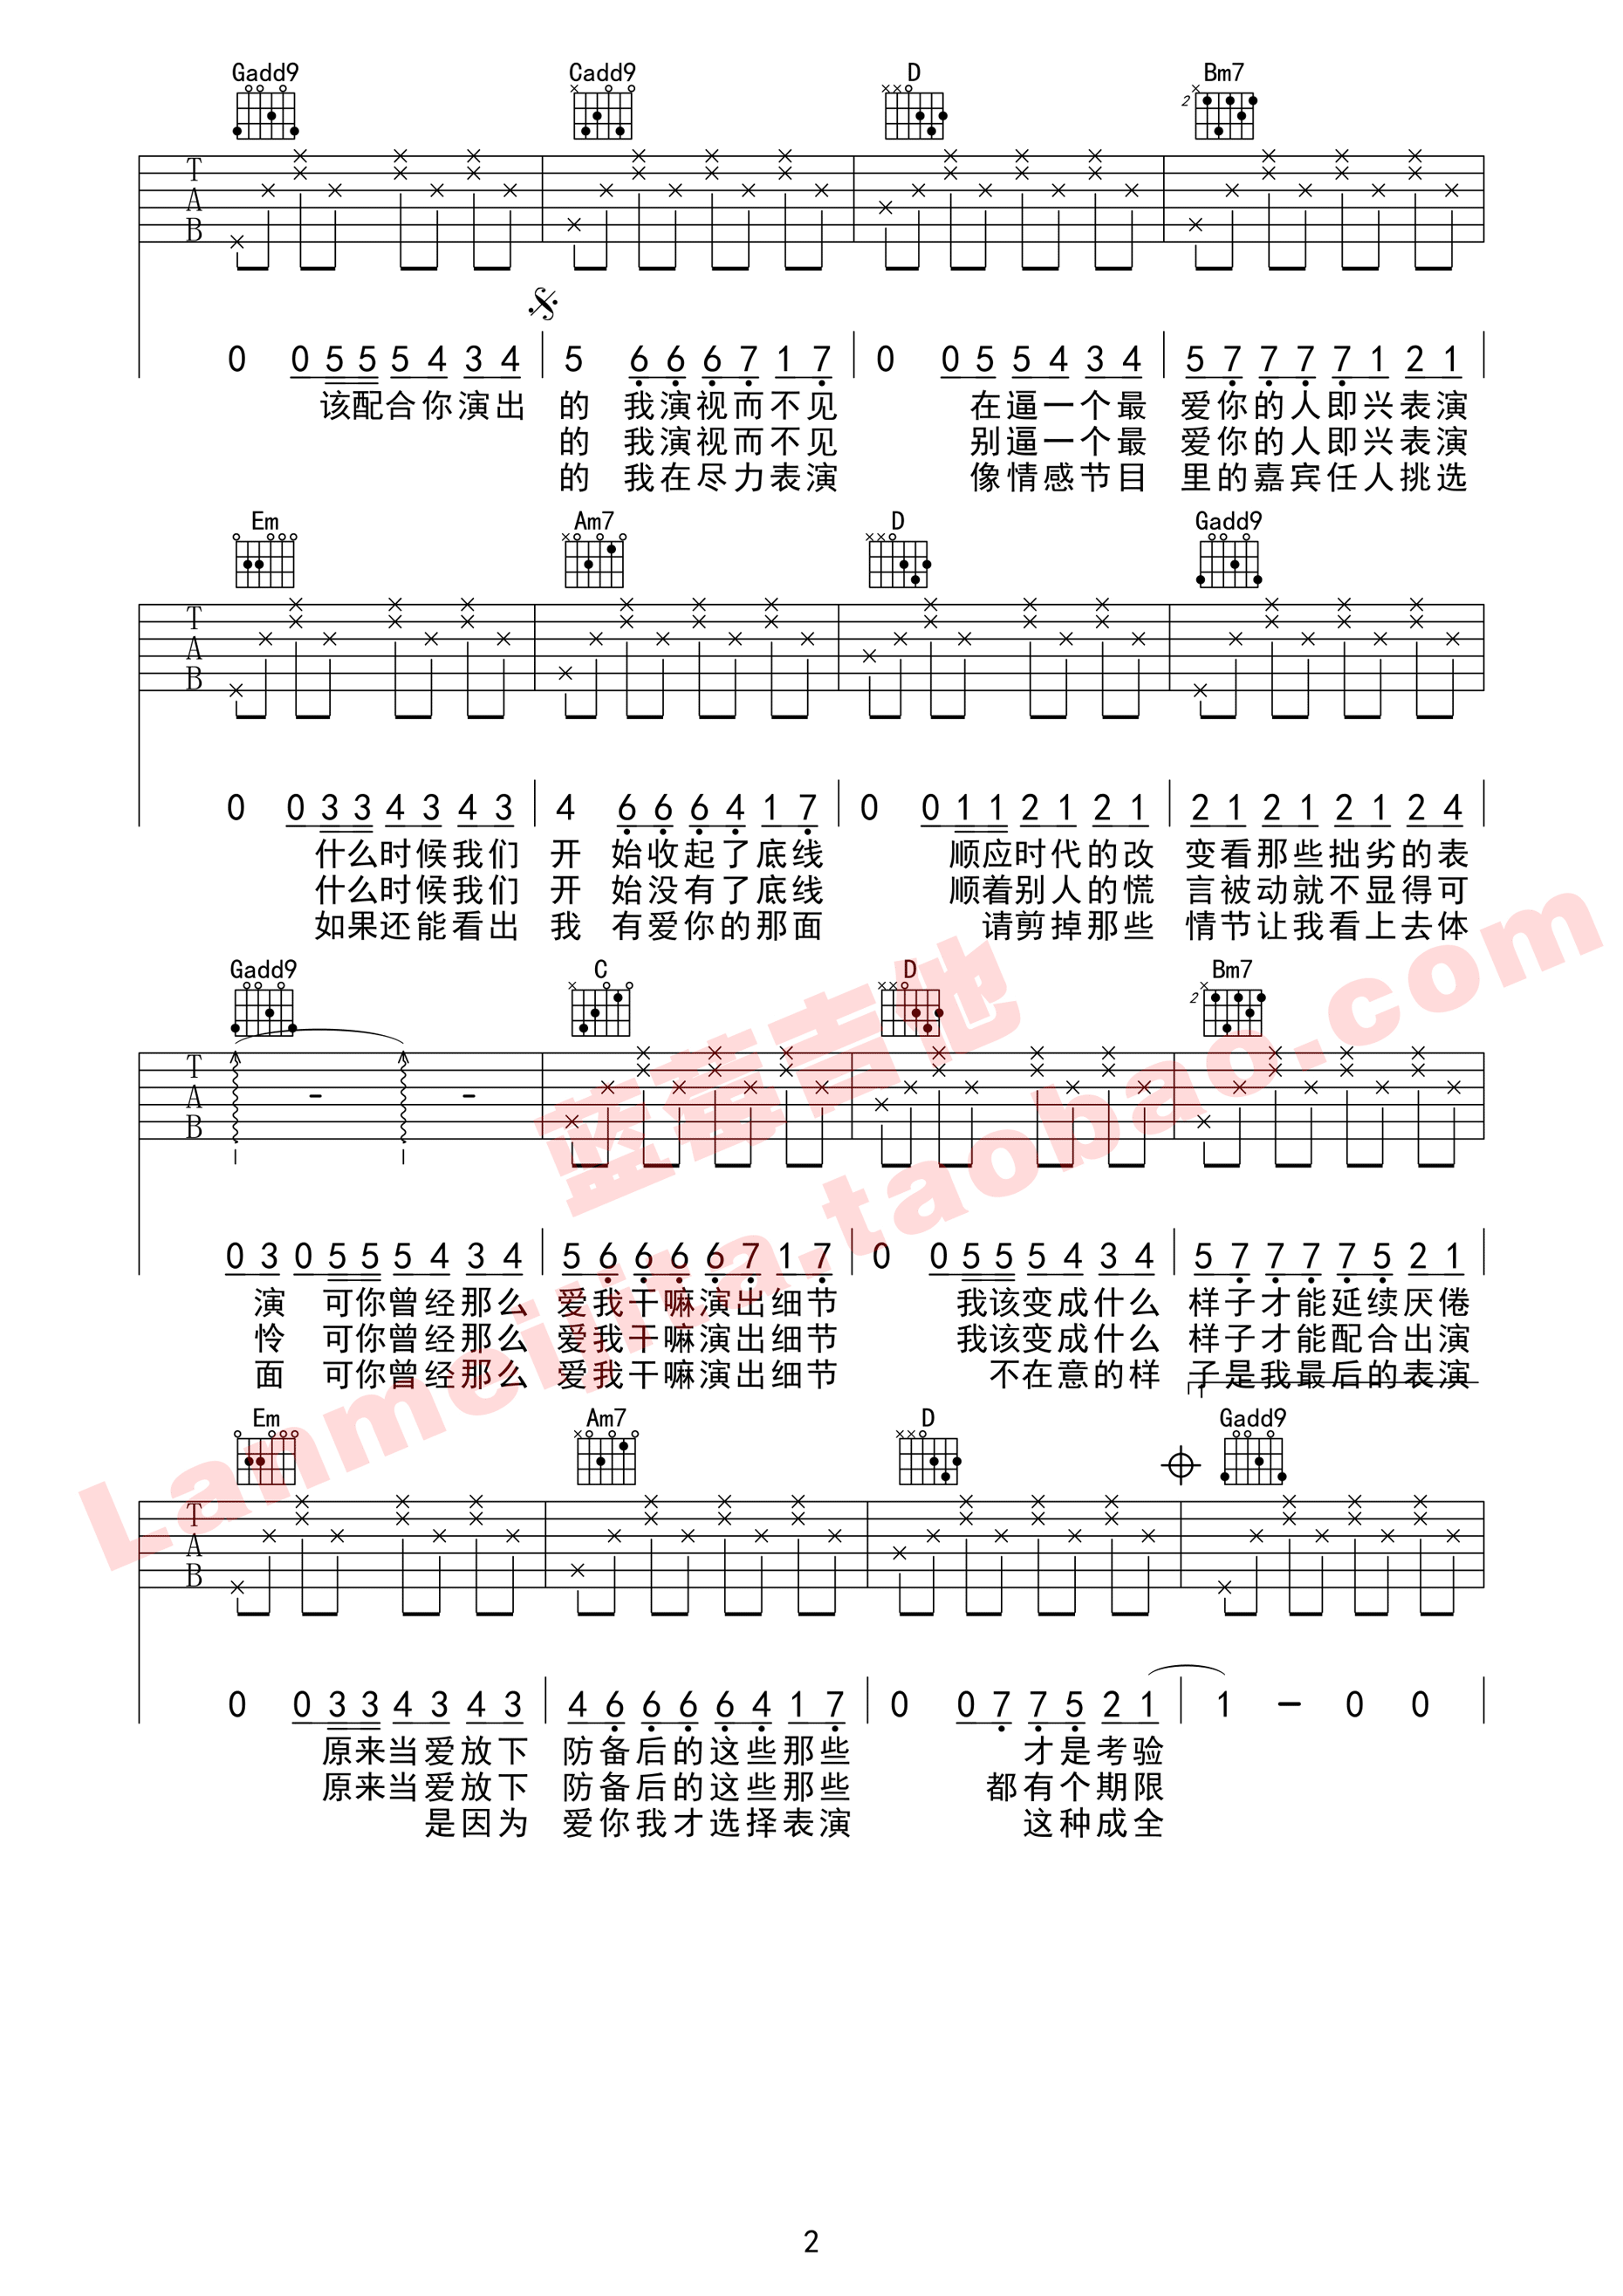 Gadd9 Cadd9 D Bm7
2
T
A
B
0 0 5 5 5 4 3 4 5 6 6 6 7 1 7 0 0 5 5 4 3 4 5 7 7 7 7 1 2 1
该配合你演出 的 我演视而不见 在逼一个最 爱你的人即兴表演
的 我演视而不见 别逼一个最 爱你的人即兴表演
的 我在尽力表演 像情感节目 里的嘉宾任人挑选
Em Am7 D Gadd9
T
A
B
0 0 3 3 4 3 4 3 4 6 6 6 4 1 7 0 0 1 1 2 1 2 1 2 1 2 1 2 1 2 4
什么时候我们 开 始收起了底线 顺应时代的改 变看那些拙劣的表
什么时候我们 开 始没有了底线 顺着别人的慌 言被动就不显得可
如果还能看出 我 有爱你的那面 请剪掉那些 情节让我看上去体
Gadd9 C D Bm7
2
T
A
B
0 3 0 5 5 5 4 3 4 5 6 6 6 6 7 1 7 0 0 5 5 5 4 3 4 5 7 7 7 7 5 2 1
演 可你曾经那么 爱我干嘛演出细节 我该变成什么 样子才能延续厌倦
怜 可你曾经那么 爱我干嘛演出细节 我该变成什么 样子才能配合出演
面 可你曾经那么 爱我干嘛演出细节 不在意的样 子是我最后的表演
1
Em Am7 D Gadd9
T
A
B
0 0 3 3 4 3 4 3 4 6 6 6 6 4 1 7 0 0 7 7 5 2 1 1 - 0 0
原来当爱放下 防备后的这些那些 才是考验
原来当爱放下 防备后的这些那些 都有个期限
是因为 爱你我才选择表演 这种成全
蓝莓吉他
Lanmeijita.taobao.com
2